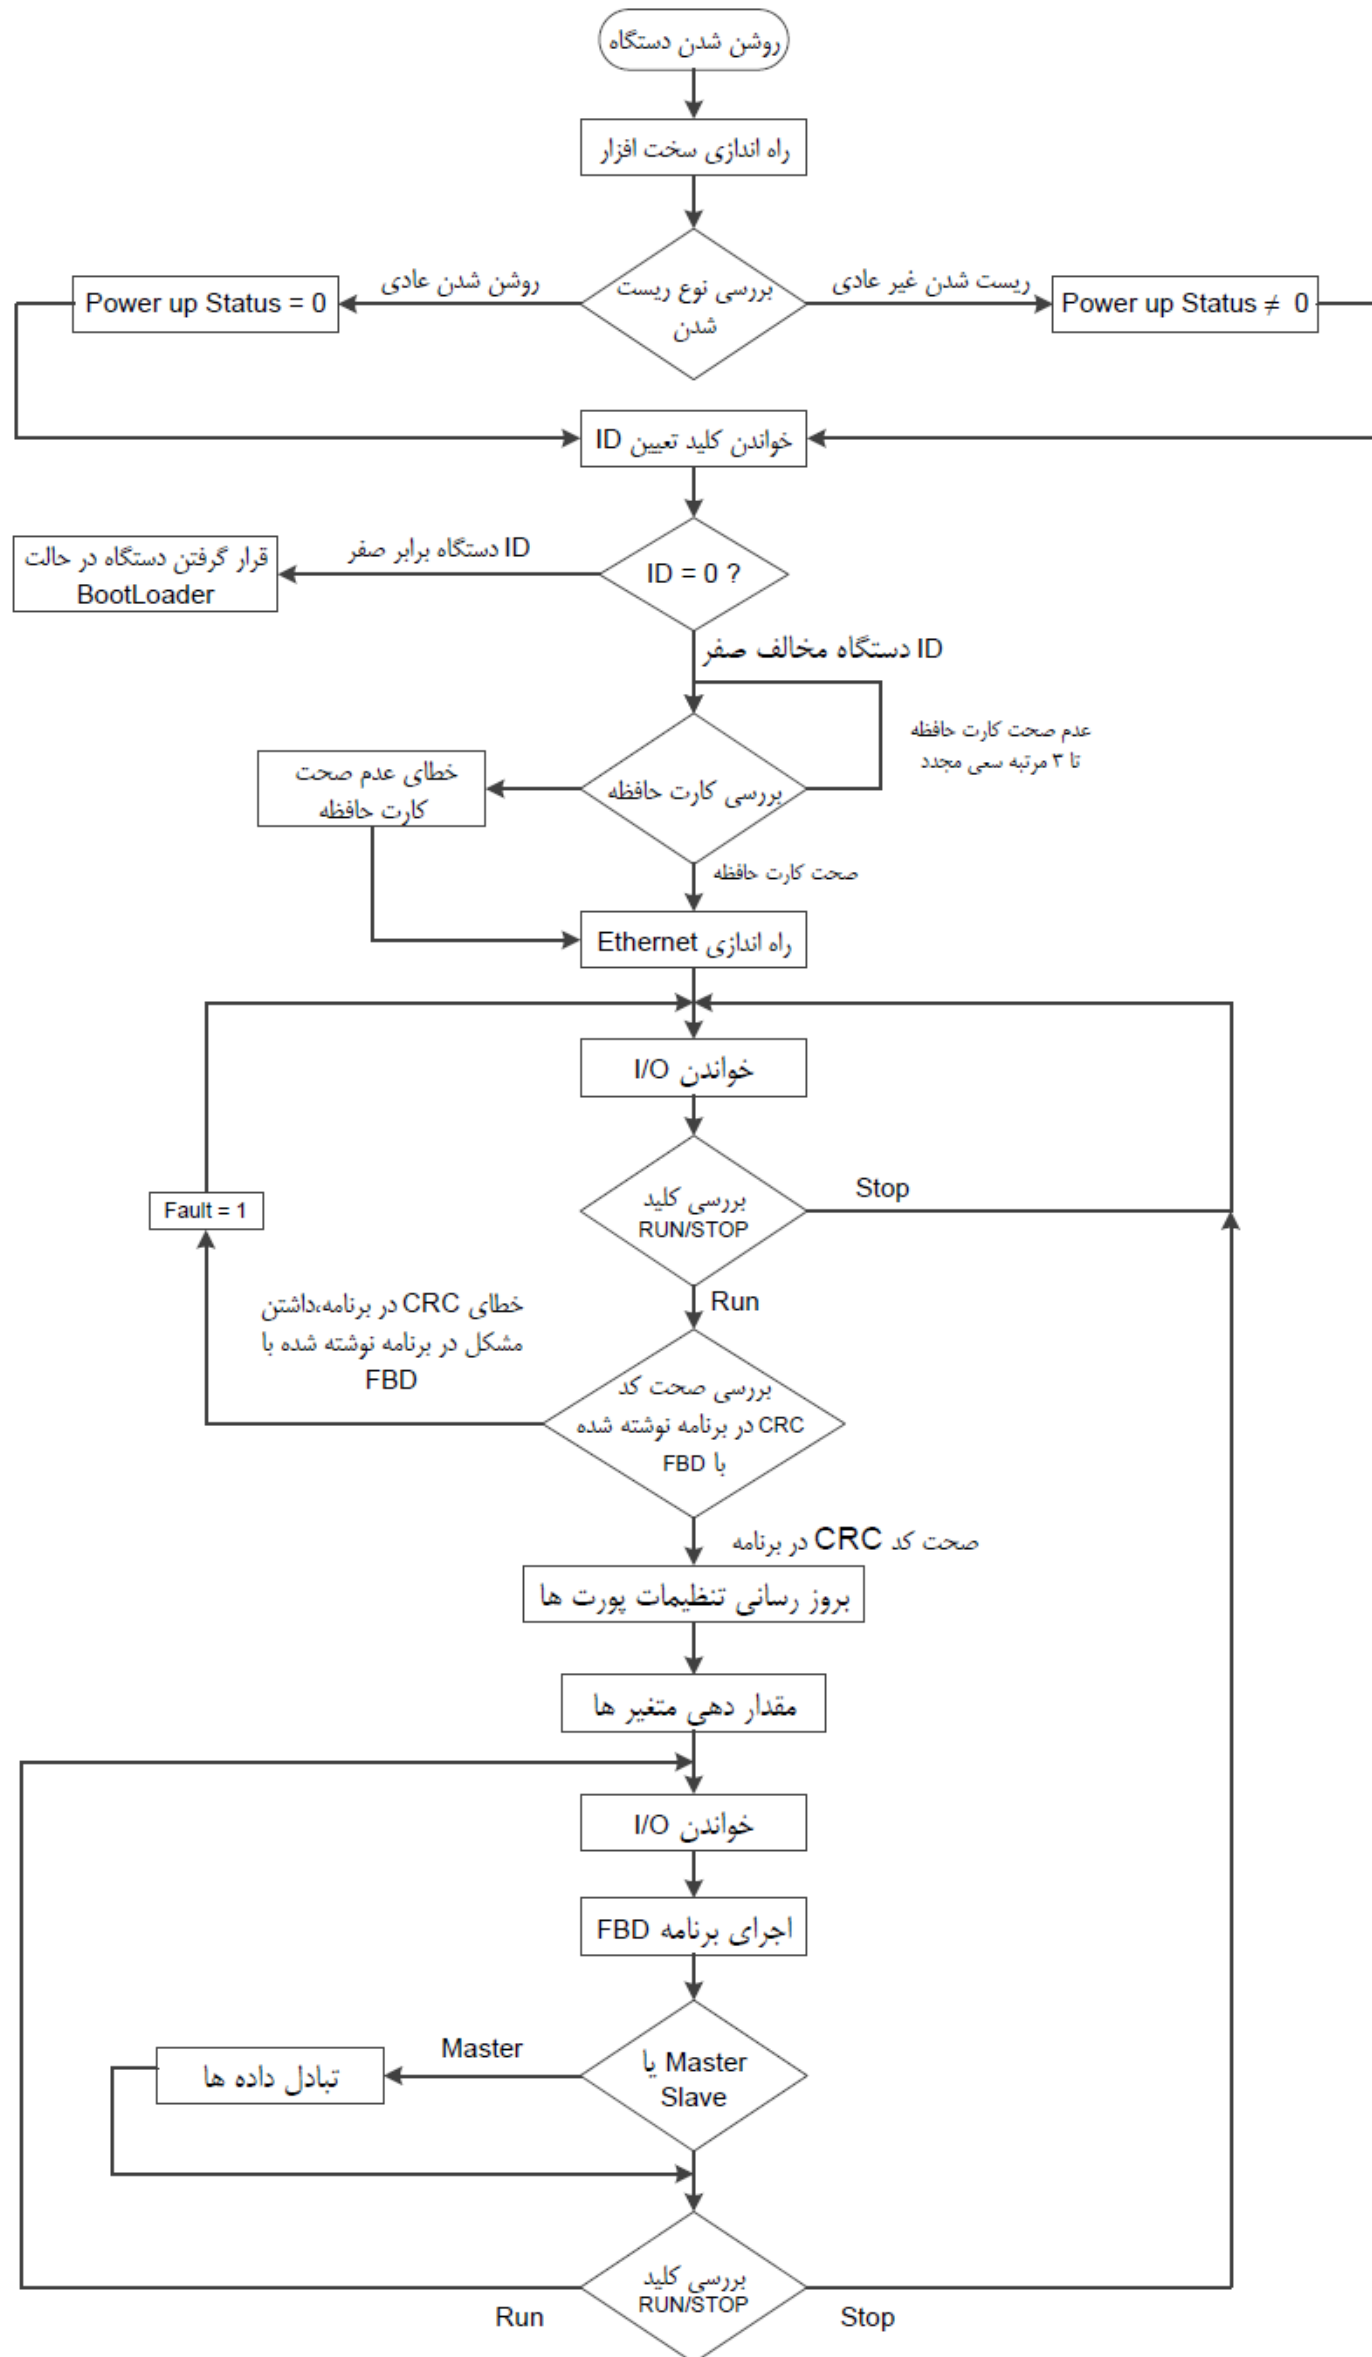 روشن شدن دستگاه
راه اندازی سخت افزار
بررسی نوع ریست
شدن
روشن شدن عادی
ریست شدن غیر عادی
Power up Status = 0
Power up Status ≠ 0
خواندن کلید تعیین ID
ID = 0 ?
ID دستگاه برابر صفر
قرار گرفتن دستگاه در حالت
BootLoader
ID دستگاه مخالف صفر
عدم صحت کارت حافظه
تا ۳ مرتبه سعی مجدد
بررسی کارت حافظه
خطای عدم صحت
کارت حافظه
صحت کارت حافظه
راه اندازی Ethernet
خواندن I/O
بررسی کلید
RUN/STOP
Stop
Fault = 1
Run
خطای CRC در برنامه،داشتن
مشکل در برنامه نوشته شده با
FBD
بررسی صحت کد
CRC در برنامه نوشته شده
با FBD
صحت کد CRC در برنامه
بروز رسانی تنظیمات پورت ها
مقدار دهی متغیر ها
خواندن I/O
اجرای برنامه FBD
Master یا
Slave
Master
تبادل داده ها
بررسی کلید
RUN/STOP
Run
Stop